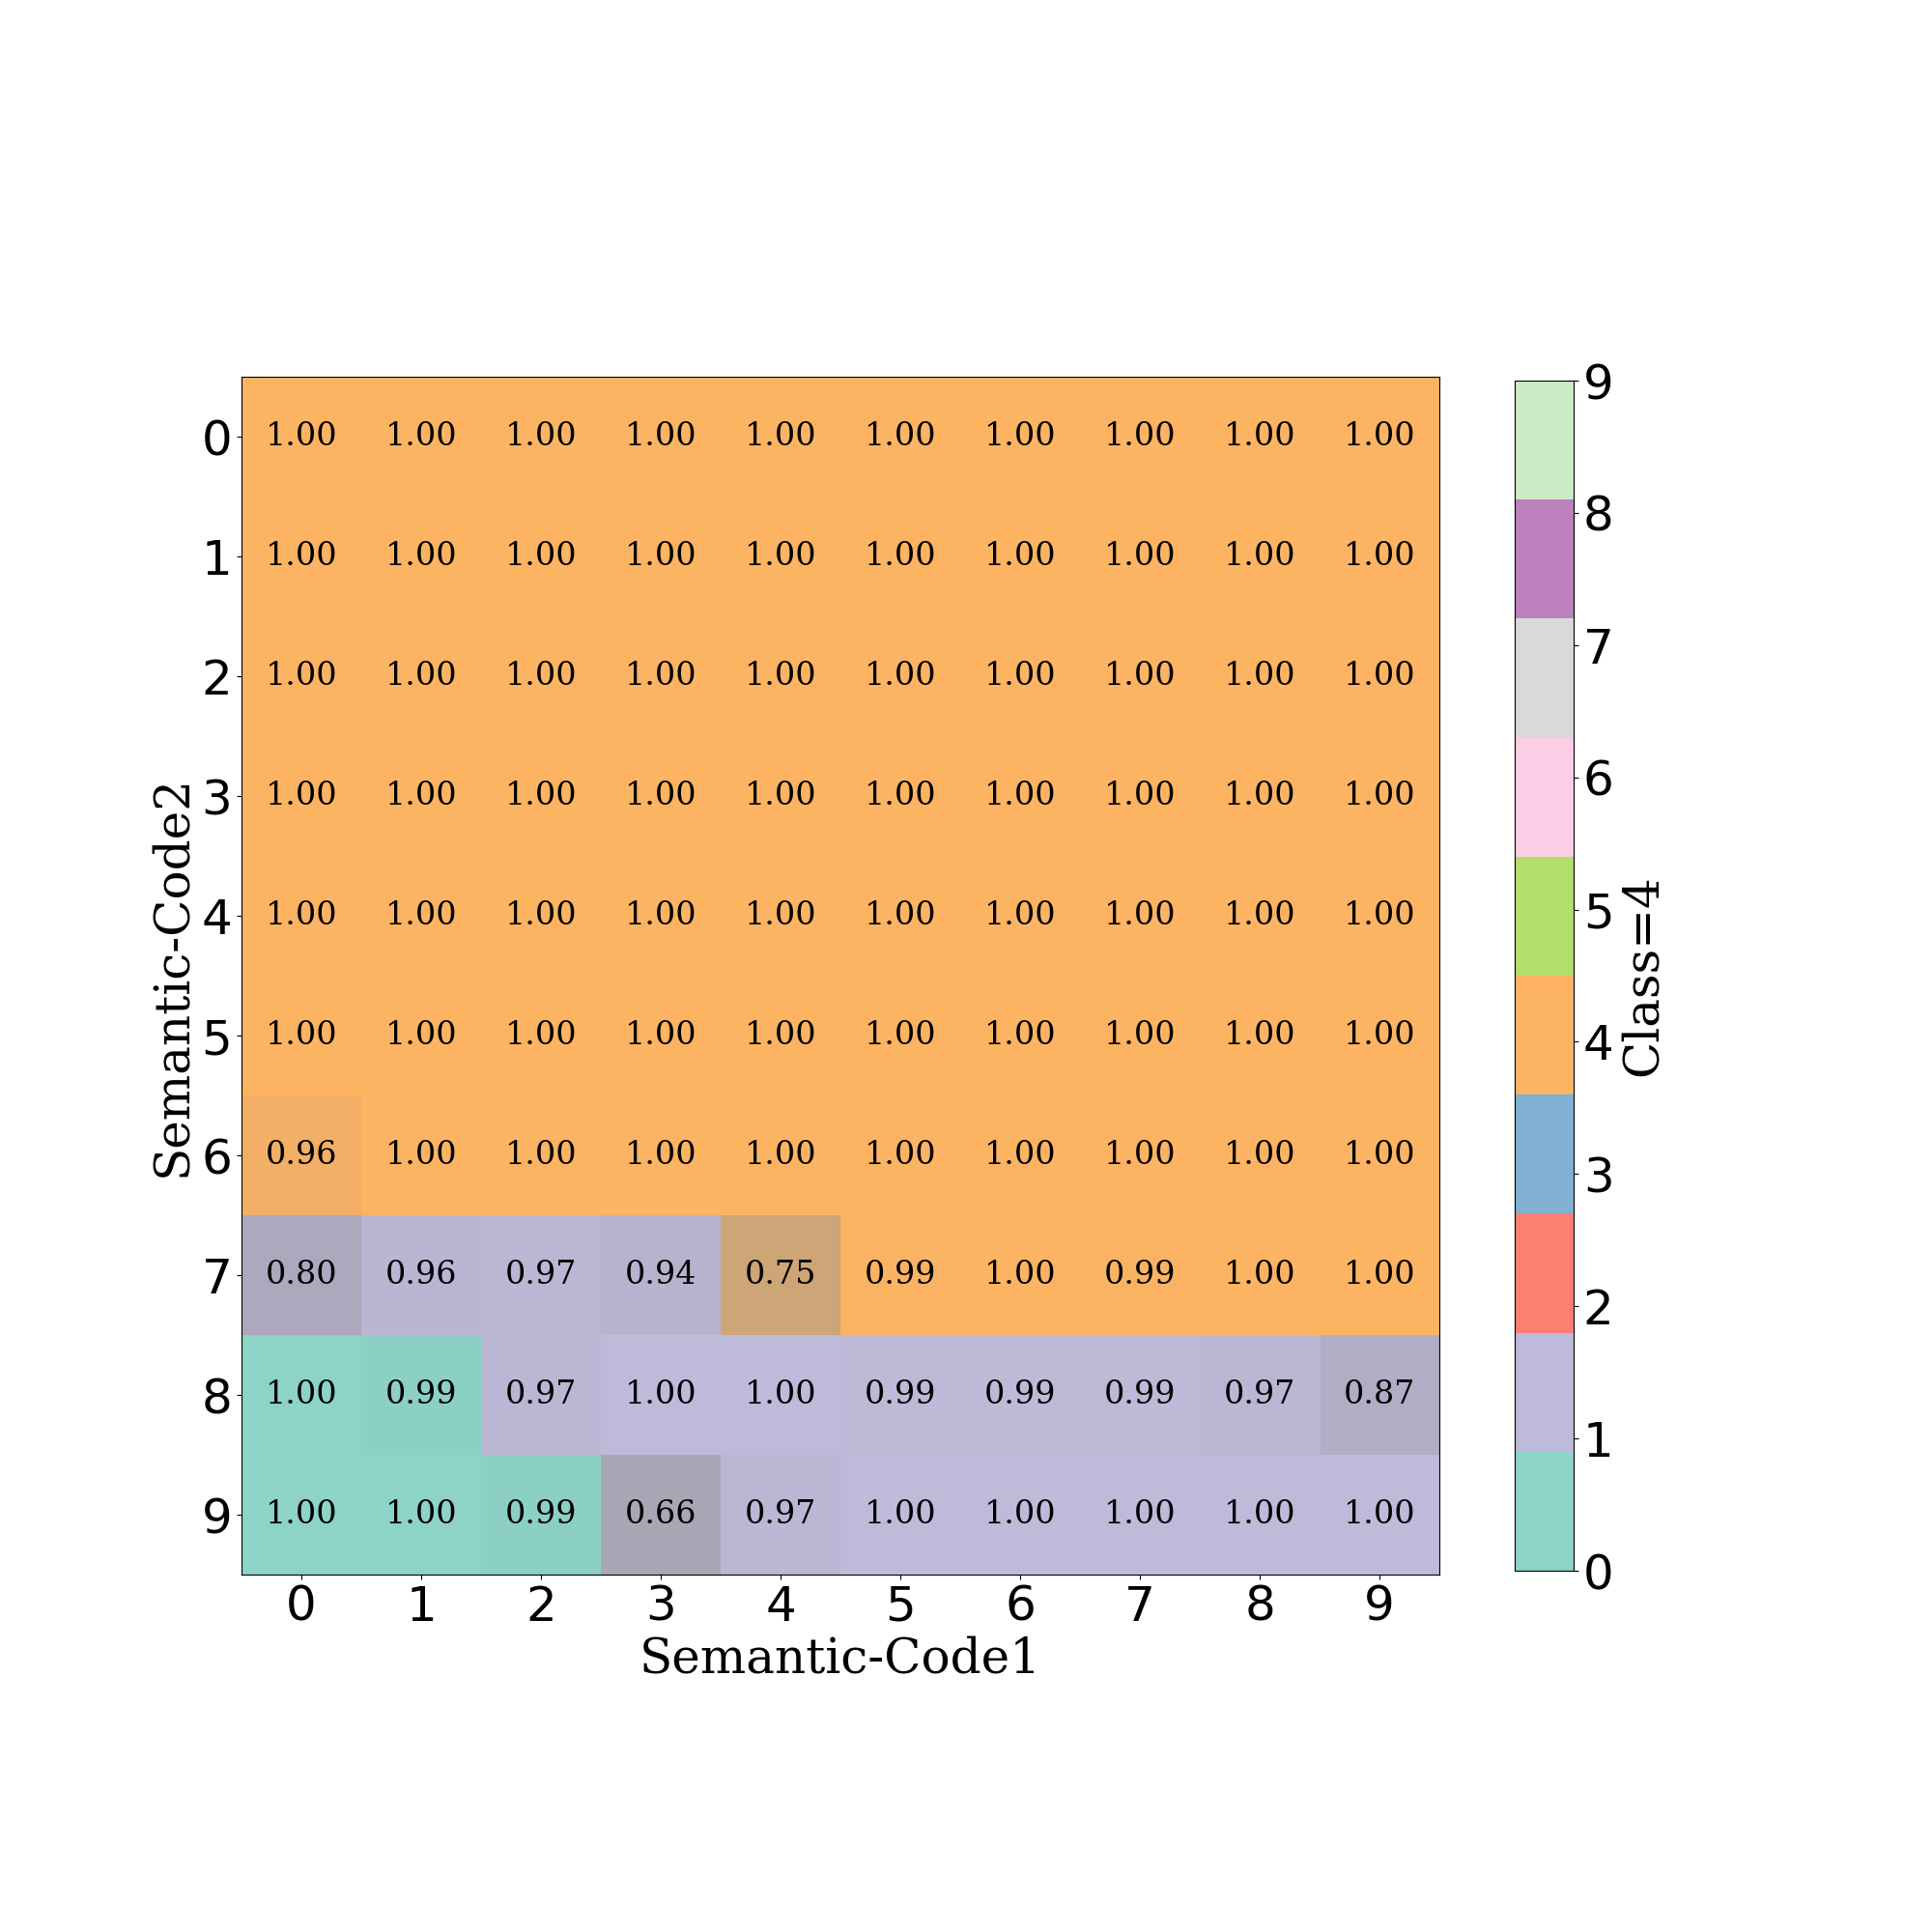 0 1.00 1.00 1.00 1.00 1.00 1.00 1.00 1.00 1.00 1.00
1 1.00 1.00 1.00 1.00 1.00 1.00 1.00 1.00 1.00 1.00
2 1.00 1.00 1.00 1.00 1.00 1.00 1.00 1.00 1.00 1.00
3 1.00 1.00 1.00 1.00 1.00 1.00 1.00 1.00 1.00 1.00
4 1.00 1.00 1.00 1.00 1.00 1.00 1.00 1.00 1.00 1.00
5 1.00 1.00 1.00 1.00 1.00 1.00 1.00 1.00 1.00 1.00
6 0.96 1.00 1.00 1.00 1.00 1.00 1.00 1.00 1.00 1.00
7 0.80 0.96 0.97 0.94 0.75 0.99 1.00 0.99 1.00 1.00
8 1.00 0.99 0.97 1.00 1.00 0.99 0.99 0.99 0.97 0.87
9 1.00 1.00 0.99 0.66 0.97 1.00 1.00 1.00 1.00 1.00
0 1 2 3 4 5 6 7 8 9
Semantic-Code1
Semantic-Code2
9
8
7
6
5
4
3
2
1
0
Class=4